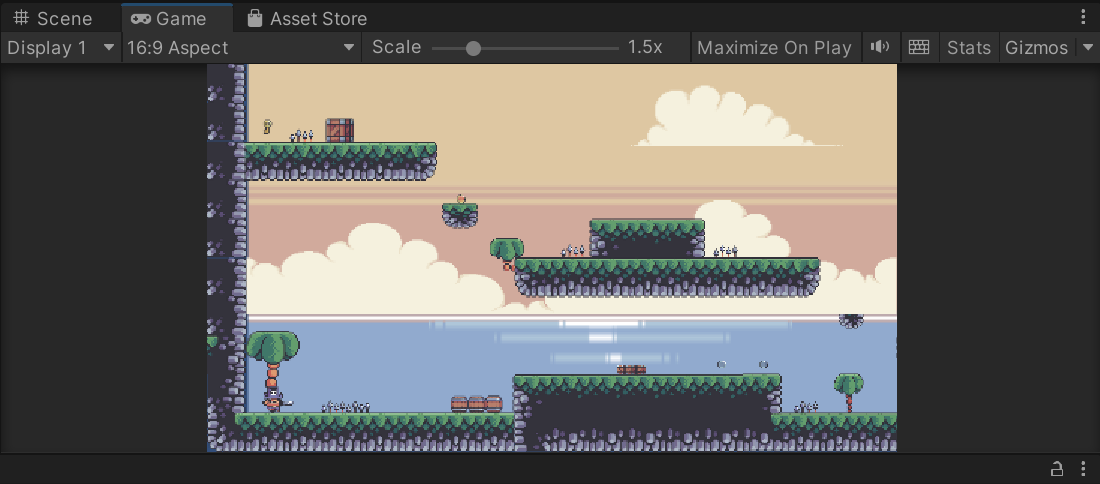 Scene Game Asset Store
Display 1 16:9 Aspect Scale 1.5x Maximize On Play Stats Gizmos